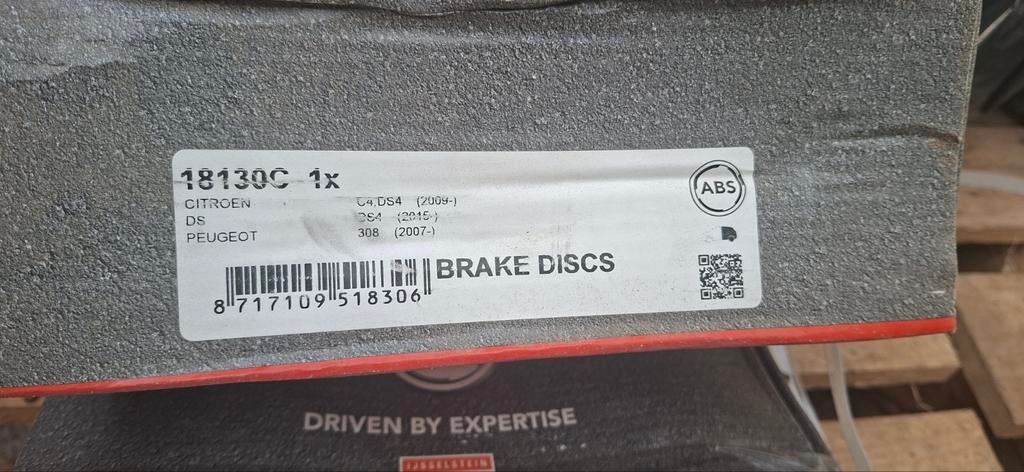 18130C 1x
CITROEN C4,DS4 (2009-)
DS DS4 (2015-)
PEUGEOT 308 (2007-)
ABS
BRAKE DISCS
8 717109 518306
DRIVEN BY EXPERTISE
IJSSELSTEIN